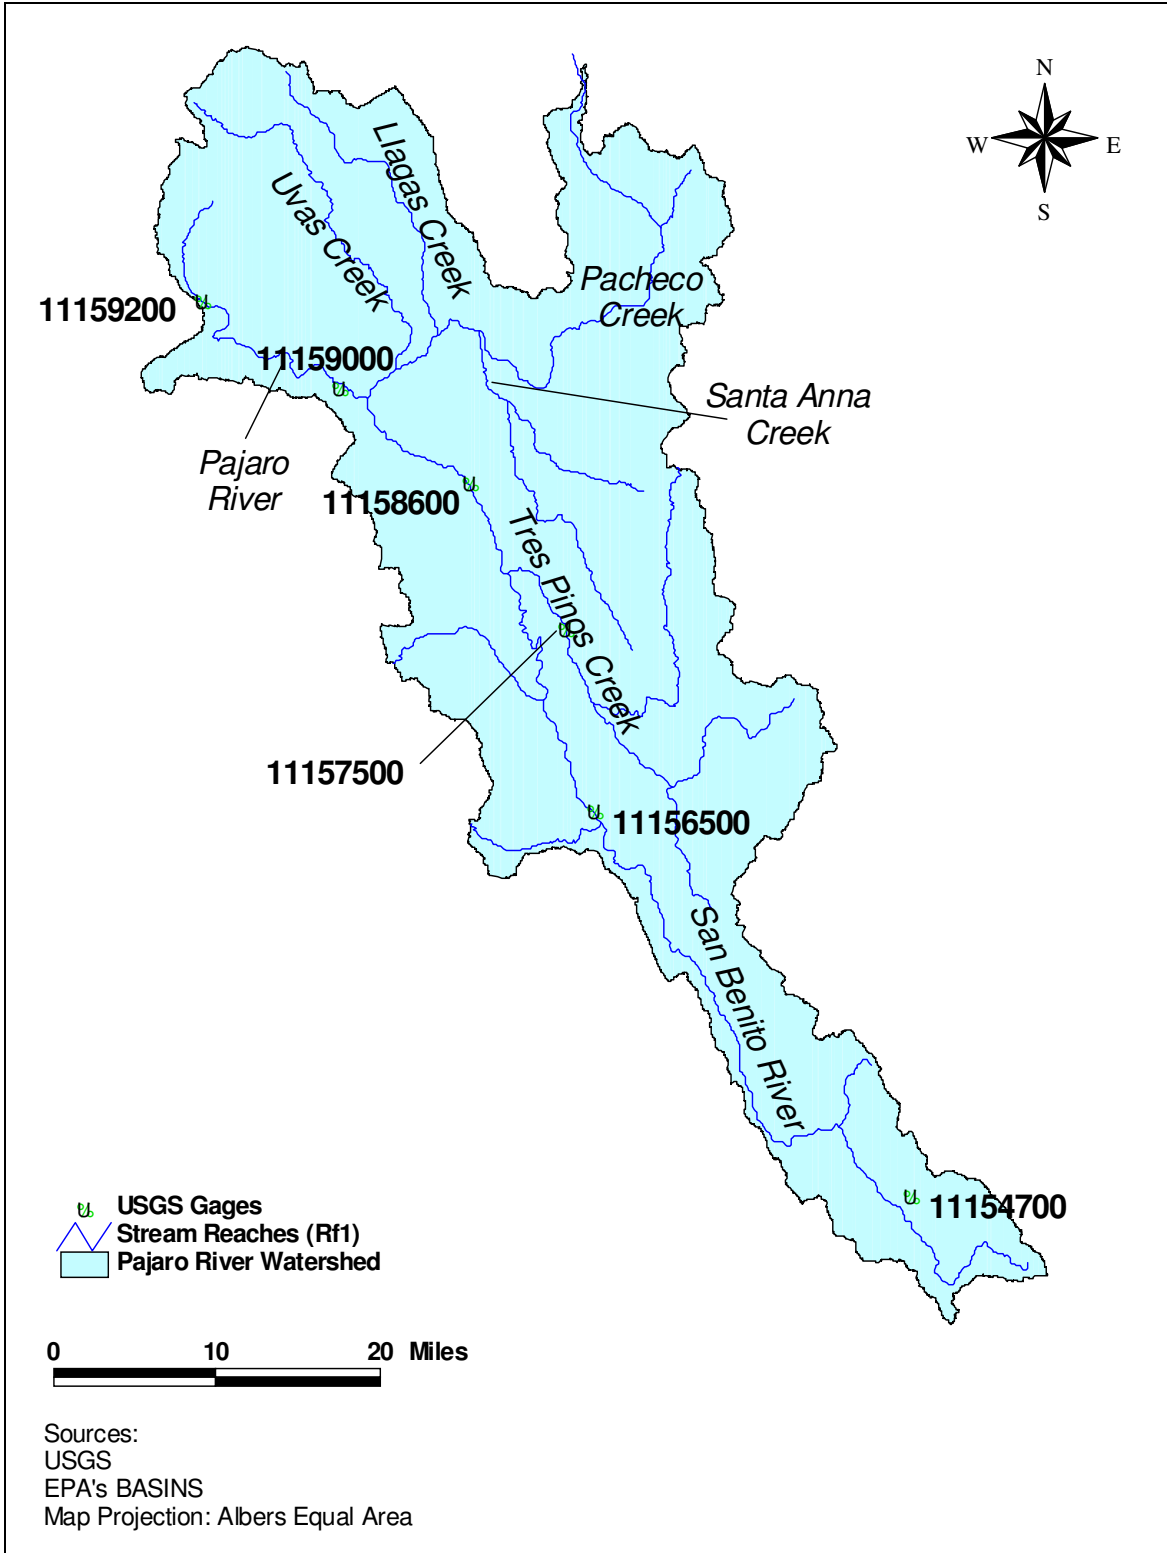 N
W
E
S
Llagas Creek
Uvas Creek
Pacheco
Creek
11159200
11159000
Santa Anna
Creek
Pajaro
River
11158600
Tres Pinos Creek
11157500
11156500
San Benito River
11154700
USGS Gages
Stream Reaches (Rf1)
Pajaro River Watershed
0 10 20 Miles
Sources:
USGS
EPA's BASINS
Map Projection: Albers Equal Area